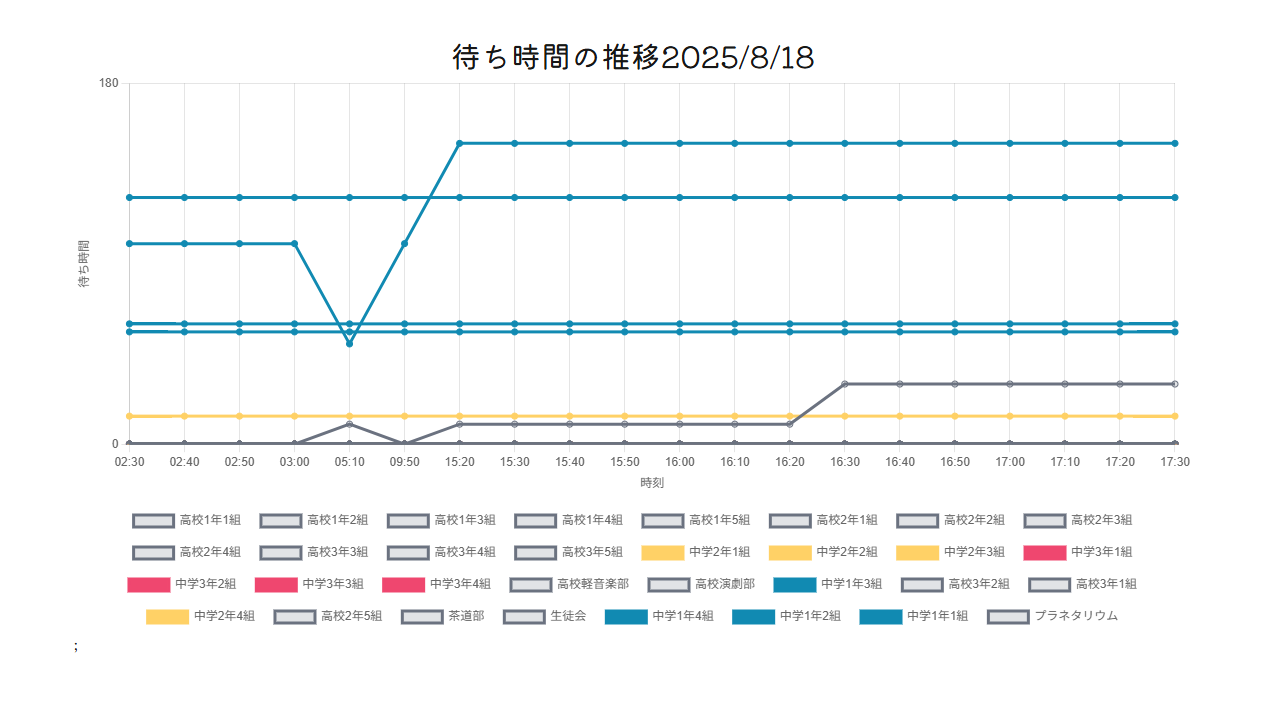 待ち時間の推移2025/8/18
180
待ち時間
0
02:30 02:40 02:50 03:00 05:10 09:50 15:20 15:30 15:40 15:50 16:00 16:10 16:20 16:30 16:40 16:50 17:00 17:10 17:20 17:30
時刻
高校1年1組 高校1年2組 高校1年3組 高校1年4組 高校1年5組 高校2年1組 高校2年2組 高校2年3組
高校2年4組 高校3年3組 高校3年4組 高校3年5組 中学2年1組 中学2年2組 中学2年3組 中学3年1組
中学3年2組 中学3年3組 中学3年4組 高校軽音楽部 高校演劇部 中学1年3組 高校3年2組 高校3年1組
中学2年4組 高校2年5組 茶道部 生徒会 中学1年4組 中学1年2組 中学1年1組 プラネタリウム
;